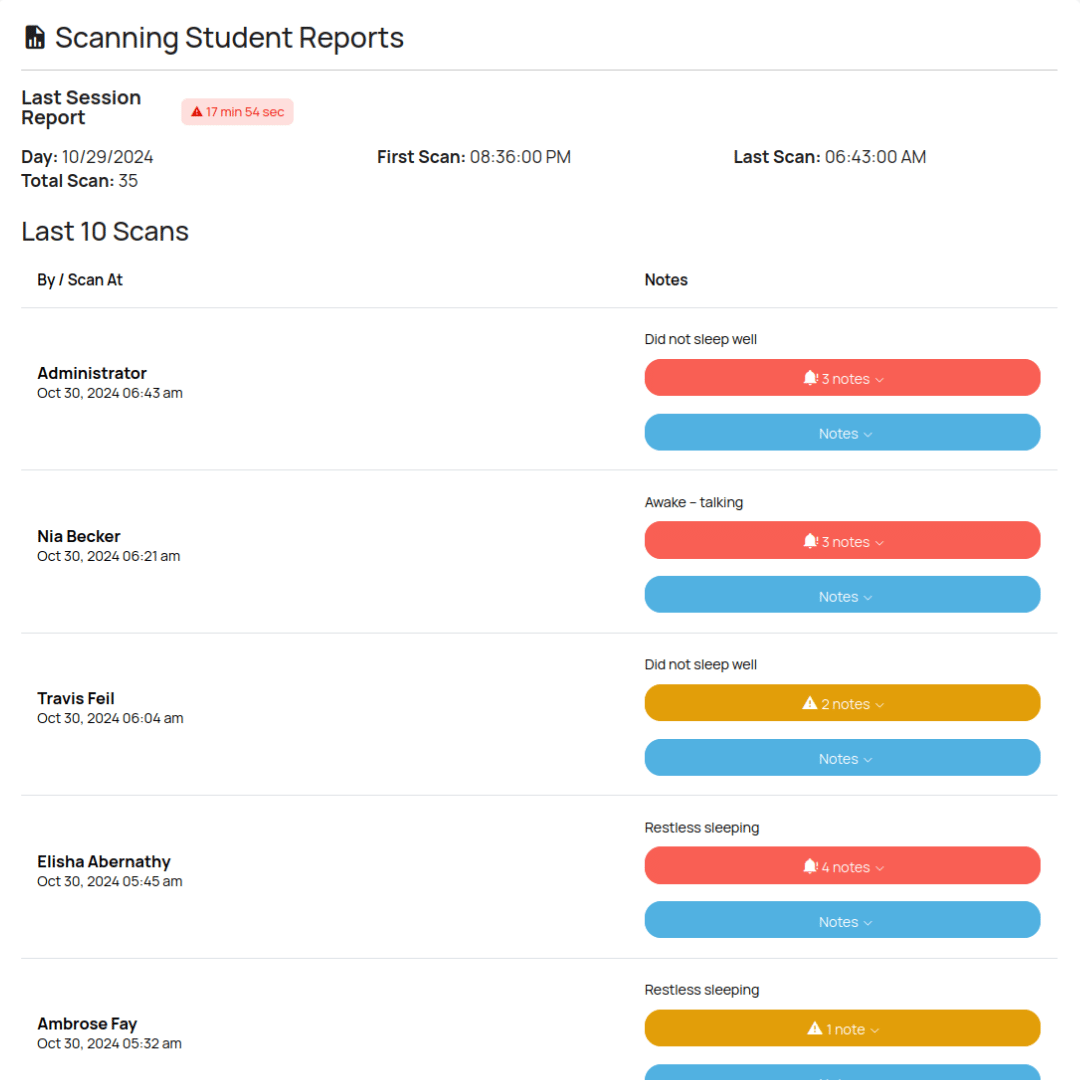 Scanning Student Reports
Last Session
Report
17 min 54 sec
Day: 10/29/2024
First Scan: 08:36:00 PM
Last Scan: 06:43:00 AM
Total Scan: 35
Last 10 Scans
By / Scan At
Notes
Did not sleep well
Administrator
Oct 30, 2024 06:43 am
3 notes
Notes
Awake – talking
Nia Becker
Oct 30, 2024 06:21 am
3 notes
Notes
Did not sleep well
Travis Feil
Oct 30, 2024 06:04 am
2 notes
Notes
Restless sleeping
Elisha Abernathy
Oct 30, 2024 05:45 am
4 notes
Notes
Restless sleeping
Ambrose Fay
Oct 30, 2024 05:32 am
1 note